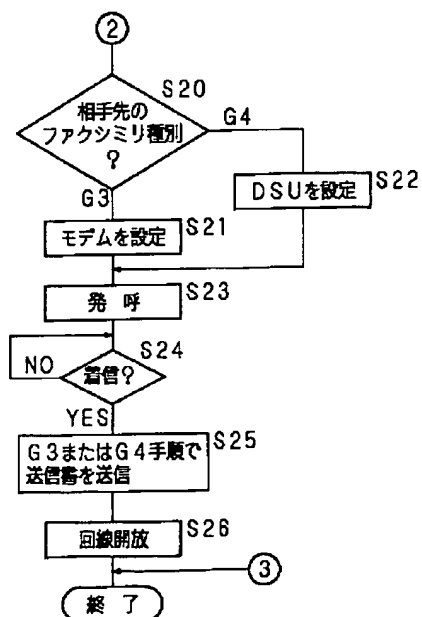 2
S20
相手先の
ファクシミリ種別
?
G4
G3
DSUを設定
S22
モデムを設定
S21
発 呼
S23
S24
着信?
NO
YES
G3またはG4手順で
送信書を送信
S25
回線開放
S26
3
終 了